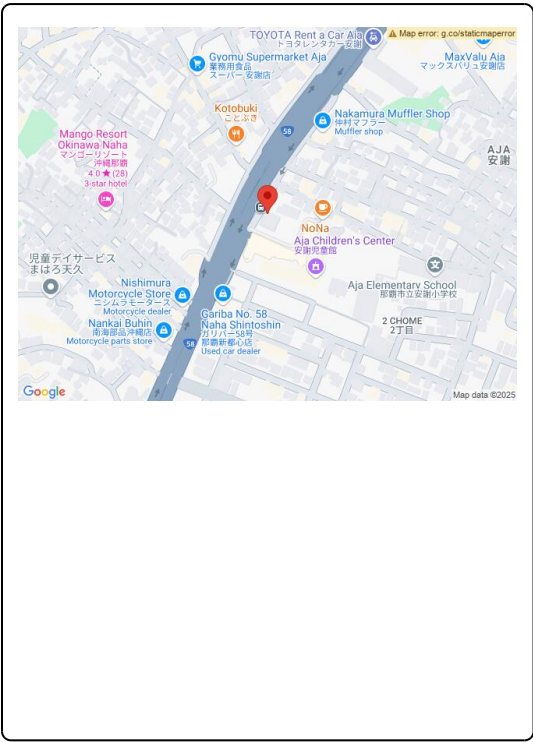 TOYOTA Rent a Car Aja
トヨタレンタカー安謝
Map error: g.co/staticmaperror
Gyomu Supermarket Aja
業務用食品
スーパー 安謝店
MaxValu Aja
マックスバリュ安謝店
Kotobuki
ことぶき
58
Nakamura Muffler Shop
仲村マフラー
Muffler shop
Mango Resort
Okinawa Naha
マンゴーリゾート
沖縄那覇
4.0 ★ (28)
3-star hotel
AJA
安謝
NoNa
Aja Children's Center
安謝児童館
児童デイサービス
まはろ天久
Aja Elementary School
那覇市立安謝小学校
Nishimura
Motorcycle Store
ニシムラモータース
Motorcycle dealer
Gariba No. 58
Naha Shintoshin
ガリバー58号
那覇新都心店
Used car dealer
2 CHOME
2丁目
Nankai Buhin
南海部品沖縄店
Motorcycle parts store
58
Google
Map data ©2025